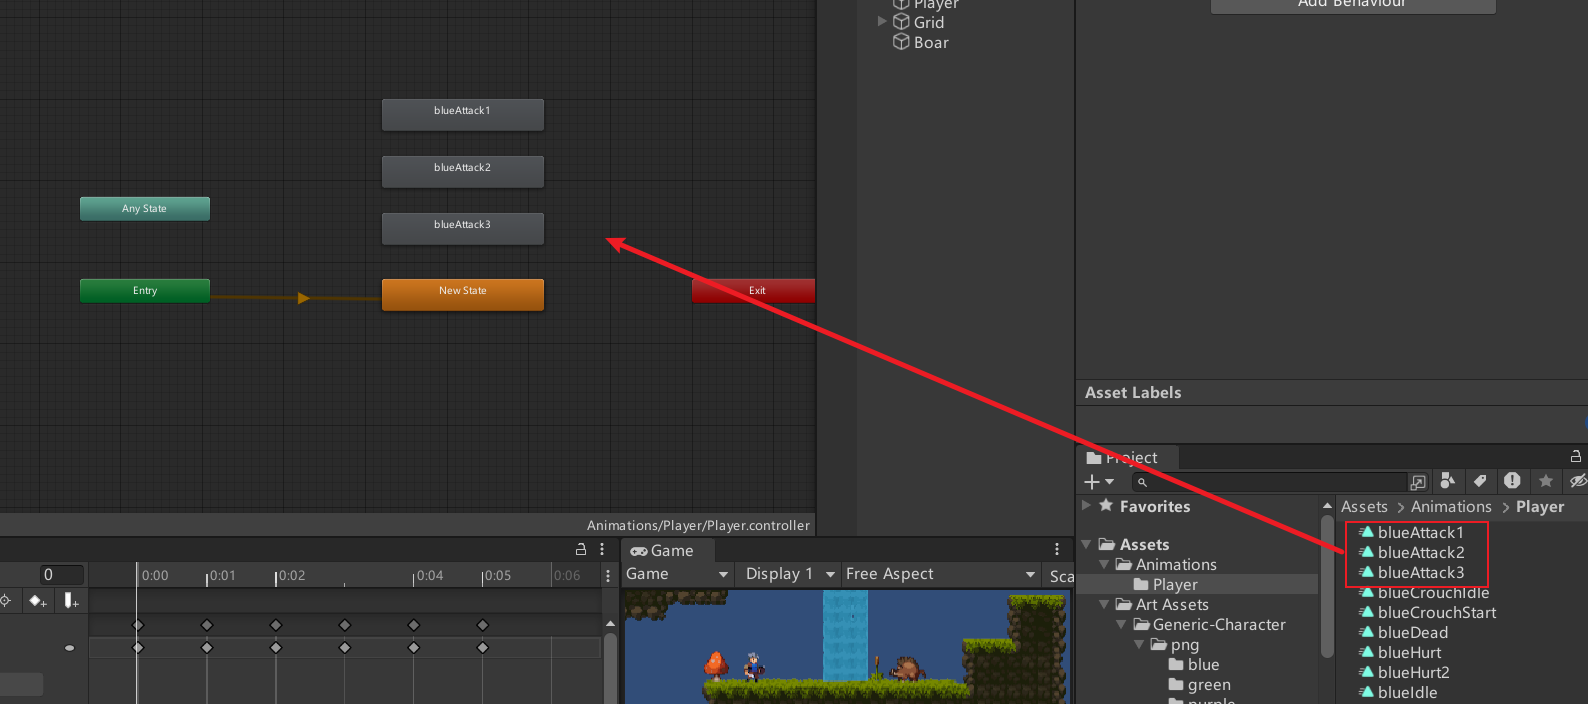 Player
Add Behaviour
Grid
Boar
blueAttack1
blueAttack2
Any State
blueAttack3
Entry
New State
Exit
Asset Labels
Project
Favorites
Assets > Animations > Player
Animations/Player/Player.controller
blueAttack1
Assets
blueAttack2
Game
Animations
blueAttack3
0
0:00
0:01
0:02
0:04
0:05
0:06
Game
Display 1
Free Aspect
Sca
Player
blueCrouchIdle
Art Assets
blueCrouchStart
Generic-Character
blueDead
png
blueHurt
blue
blueHurt2
green
blueIdle
purple